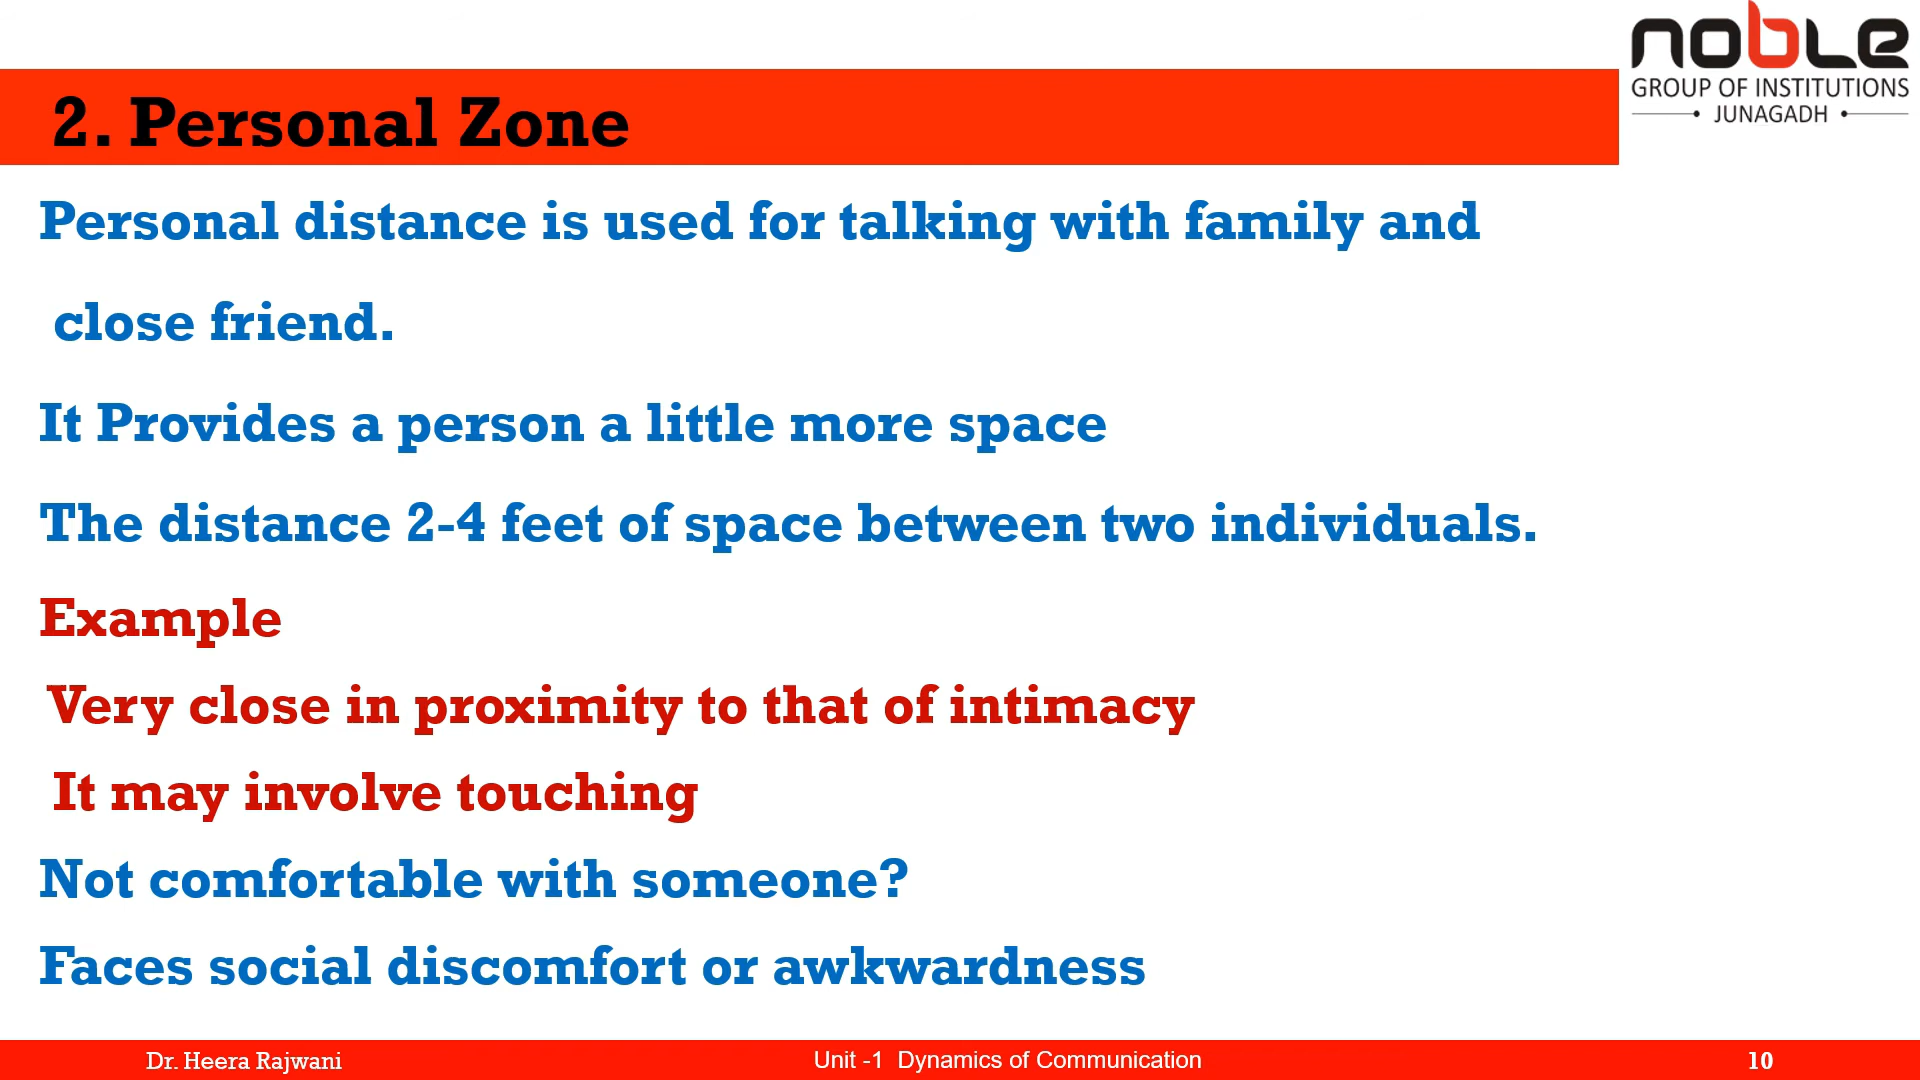 noble
GROUP OF INSTITUTIONS
JUNAGADH
2. Personal Zone
Personal distance is used for talking with family and
close friend.
It Provides a person a little more space
The distance 2-4 feet of space between two individuals.
Example
Very close in proximity to that of intimacy
It may involve touching
Not comfortable with someone?
Faces social discomfort or awkwardness
Dr. Heera Rajwani
Unit -1 Dynamics of Communication
10